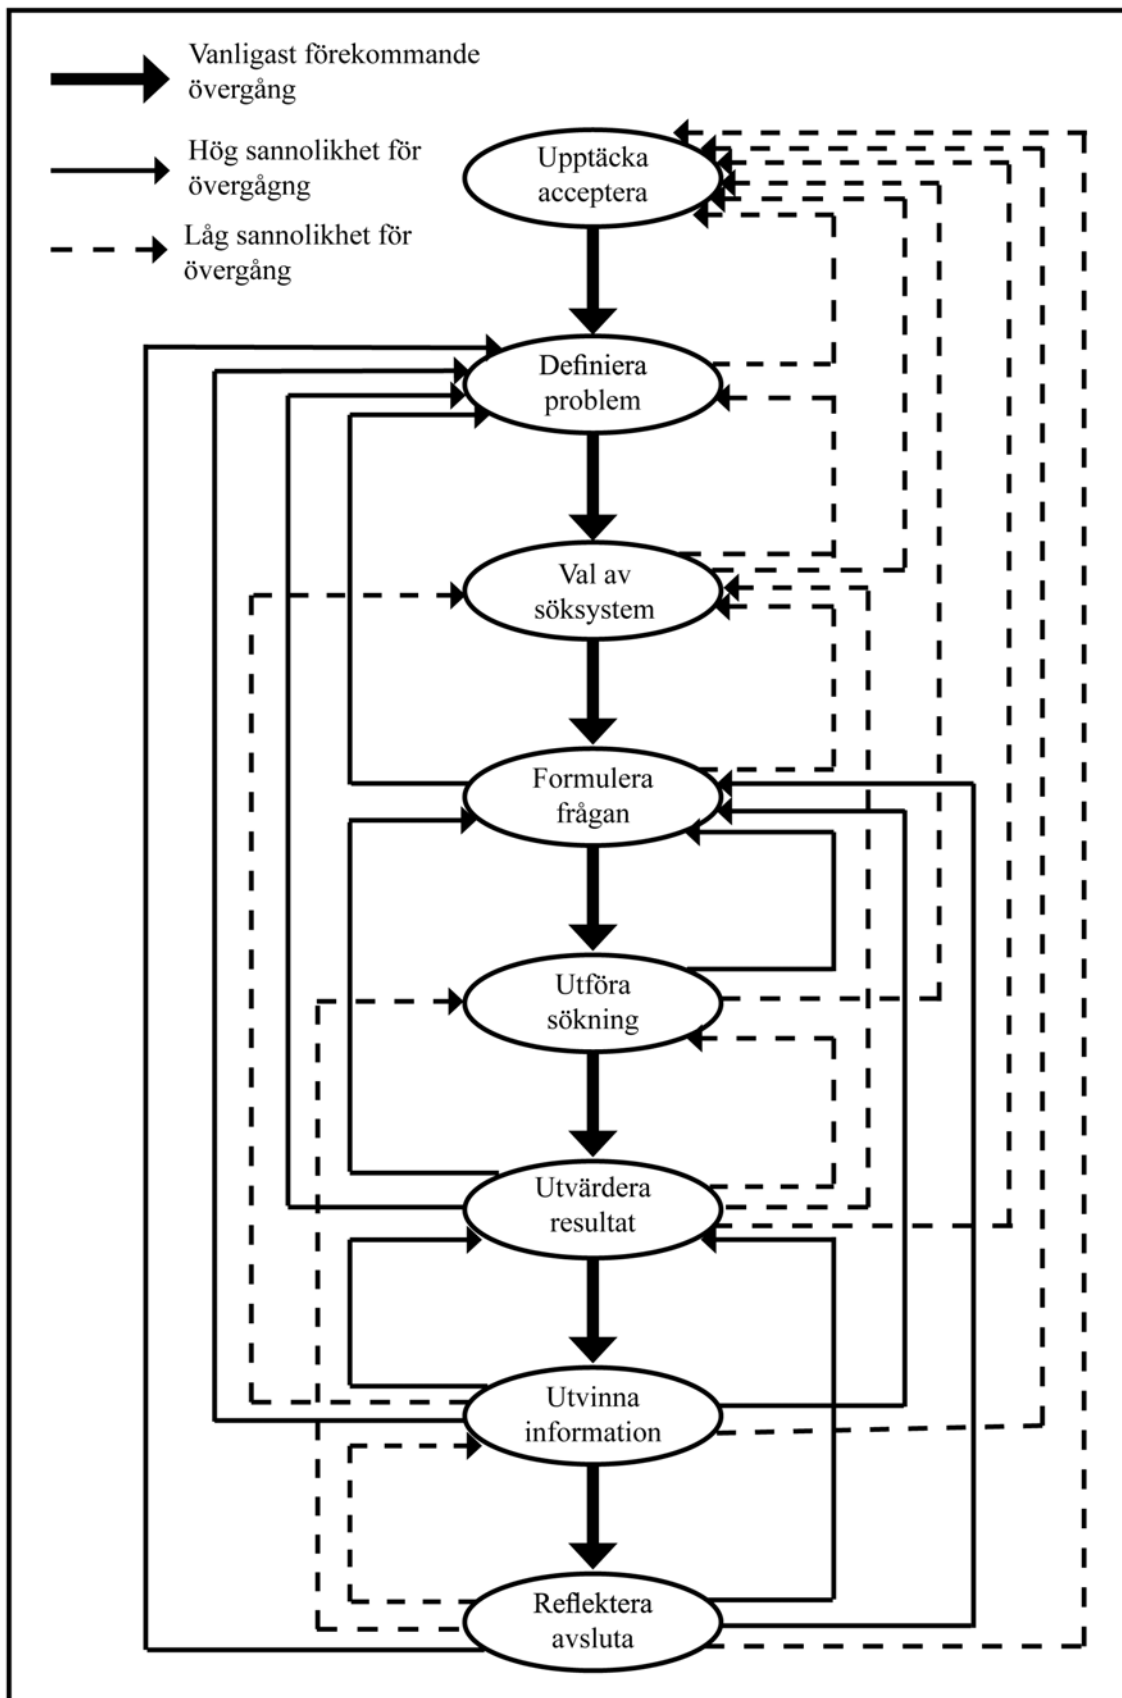 Vanligast förekommande
övergång
Hög sannolikhet för
övergågng
Låg sannolikhet för
övergång
Upptäcka
acceptera
Definiera
problem
Val av
söksystem
Formulera
frågan
Utföra
sökning
Utvärdera
resultat
Utvinna
information
Reflektera
avsluta